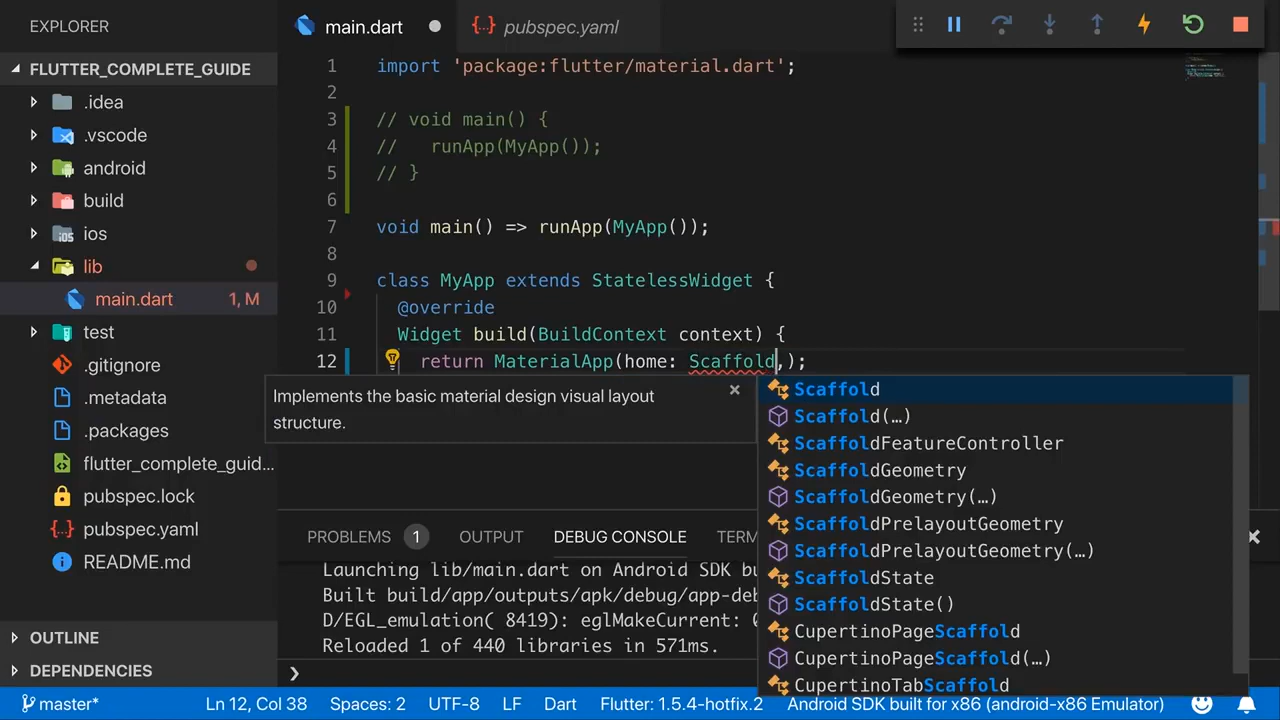 EXPLORER
main.dart
{·} pubspec.yaml
FLUTTER_COMPLETE_GUIDE
.idea
.vscode
android
build
ios
lib
main.dart 1, M
test
.gitignore
.metadata
.packages
flutter_complete_guid...
pubspec.lock
{·} pubspec.yaml
README.md
OUTLINE
DEPENDENCIES
1 import 'package:flutter/material.dart';
2
3 // void main() {
4 //   runApp(MyApp());
5 // }
6
7 void main() => runApp(MyApp());
8
9 class MyApp extends StatelessWidget {
10 @override
11 Widget build(BuildContext context) {
12 return MaterialApp(home: Scaffold,);
Implements the basic material design visual layout
structure.
Scaffold
Scaffold(…)
ScaffoldFeatureController
ScaffoldGeometry
ScaffoldGeometry(…)
ScaffoldPrelayoutGeometry
ScaffoldPrelayoutGeometry(…)
ScaffoldState
ScaffoldState()
CupertinoPageScaffold
CupertinoPageScaffold(…)
CupertinoTabScaffold
PROBLEMS 1 OUTPUT DEBUG CONSOLE TERM
Launching lib/main.dart on Android SDK bu
Built build/app/outputs/apk/debug/app-deb
D/EGL_emulation( 8419): eglMakeCurrent:
Reloaded 1 of 440 libraries in 571ms.
master* Ln 12, Col 38 Spaces: 2 UTF-8 LF Dart Flutter: 1.5.4-hotfix.2 Android SDK built for x86 (android-x86 Emulator)